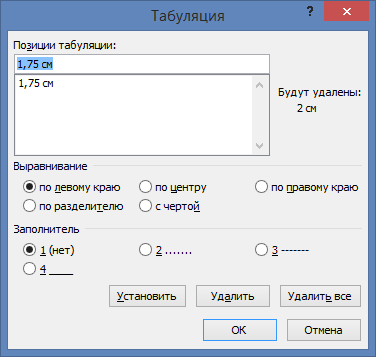 Табуляция
?
Позиции табуляции:
1,75 см
1,75 см
Будут удалены:
2 см
Выравнивание
по левому краю
по центру
по правому краю
по разделителю
с чертой
Заполнитель
1 (нет)
2 .......
3 -------
4 ____
Установить
Удалить
Удалить все
ОК
Отмена